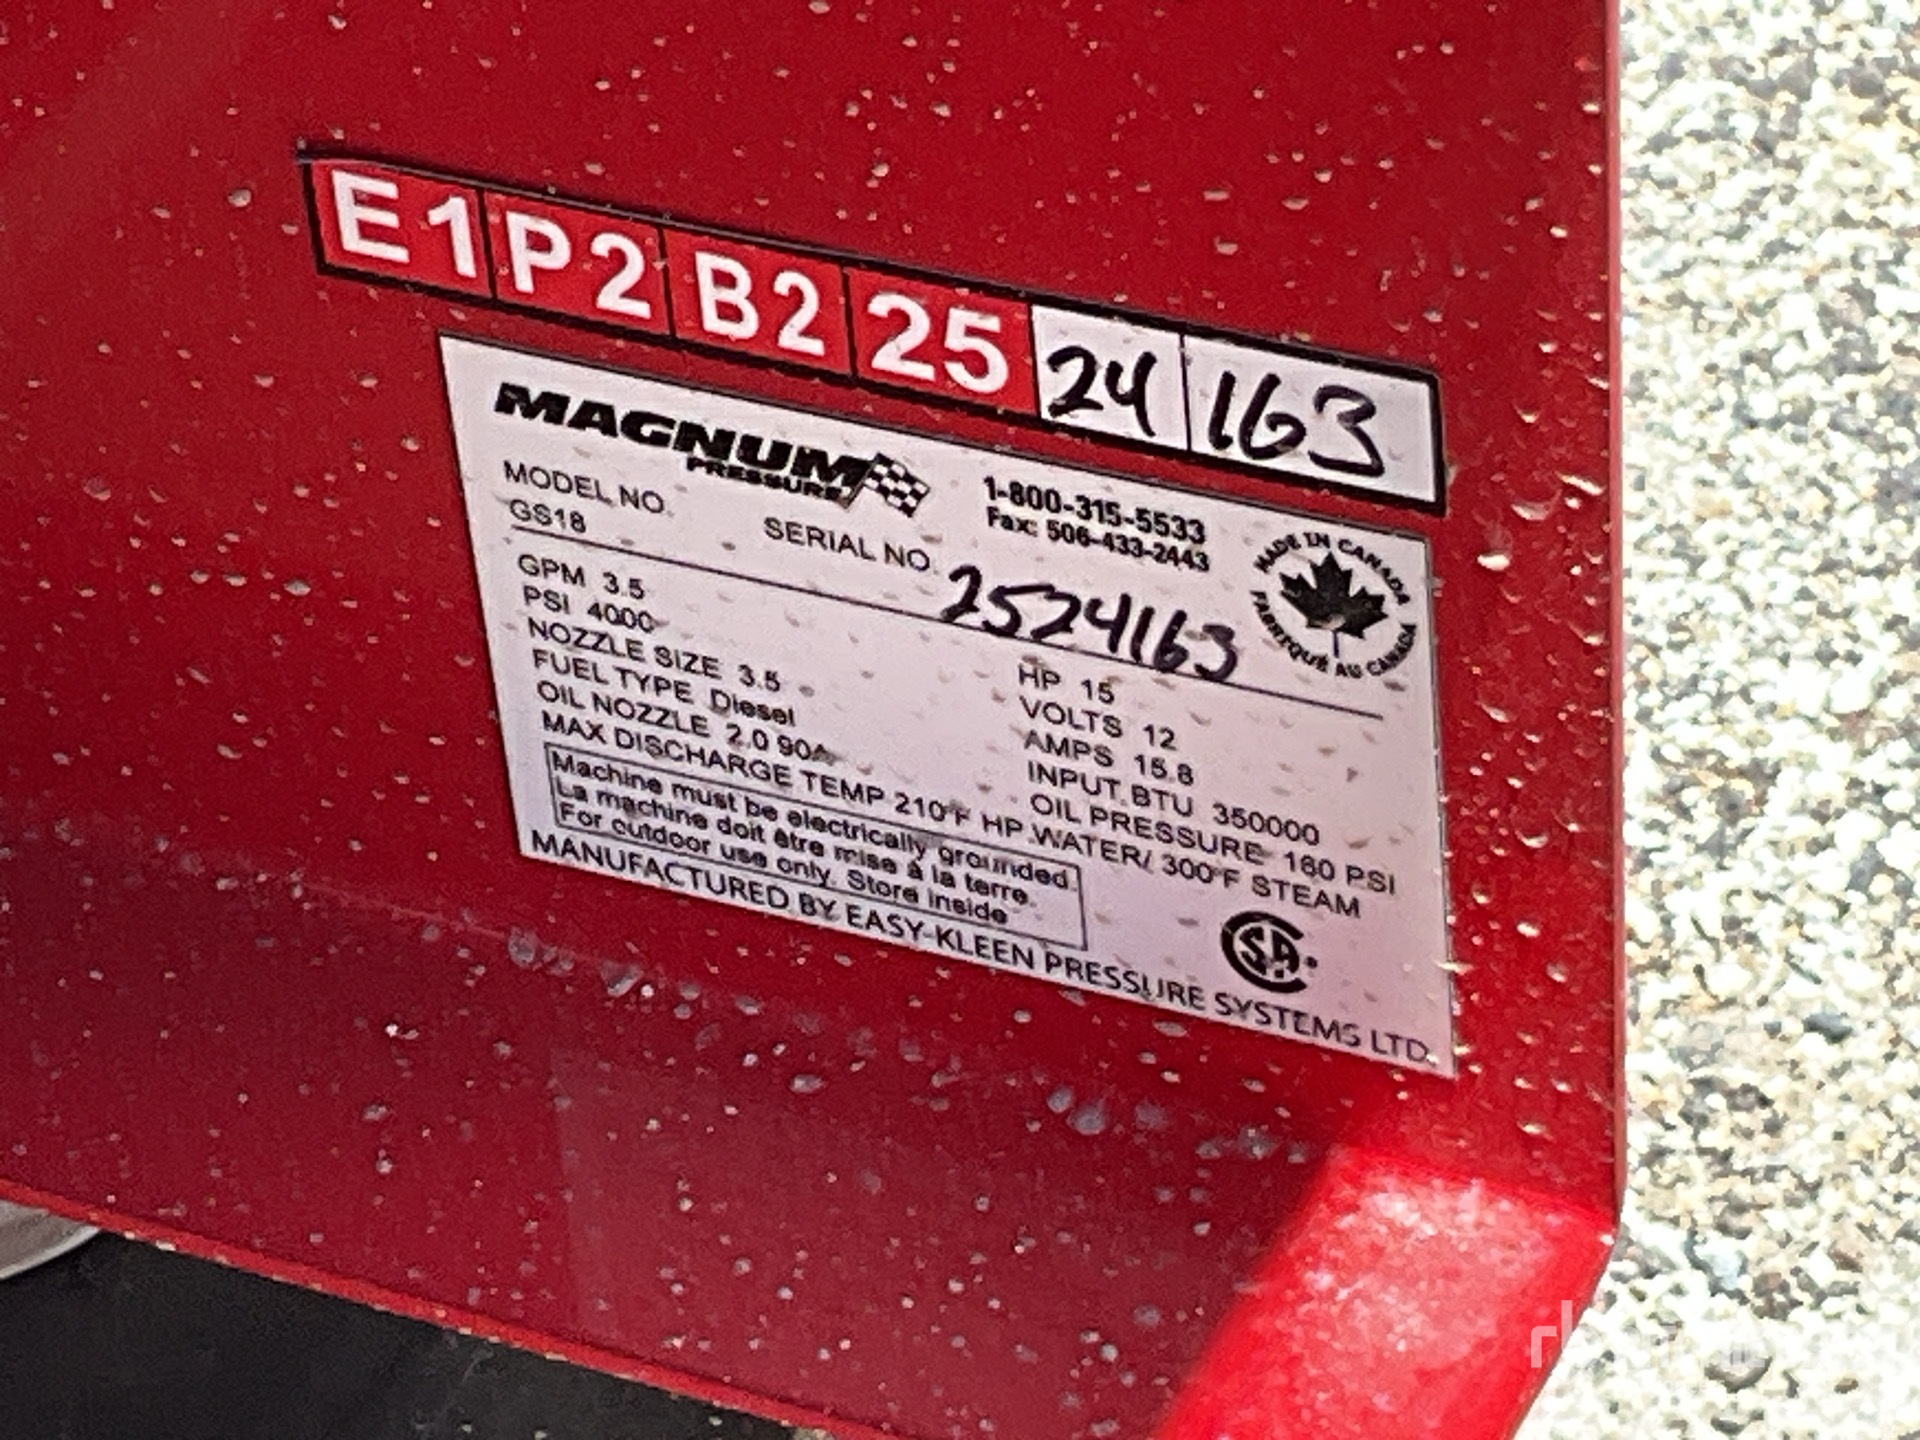 E1 P2 B2 25 24 163
MAGNUM
PRESSURE
1-800-315-5533
Fax: 506-433-2443
MADE IN CANADA
FABRIQUÉ AU CANADA
MODEL NO.
GS18
SERIAL NO. 2524163
GPM 3.5
PSI 4000
NOZZLE SIZE 3.5
FUEL TYPE Diesel
OIL NOZZLE 2.0 90A
HP 15
VOLTS 12
AMPS 15.8
INPUT BTU 350000
OIL PRESSURE 160 PSI
MAX DISCHARGE TEMP 210°F HP WATER/ 300°F STEAM
Machine must be electrically grounded.
La machine doit être mise à la terre.
For outdoor use only. Store inside
MANUFACTURED BY EASY-KLEEN PRESSURE SYSTEMS LTD.